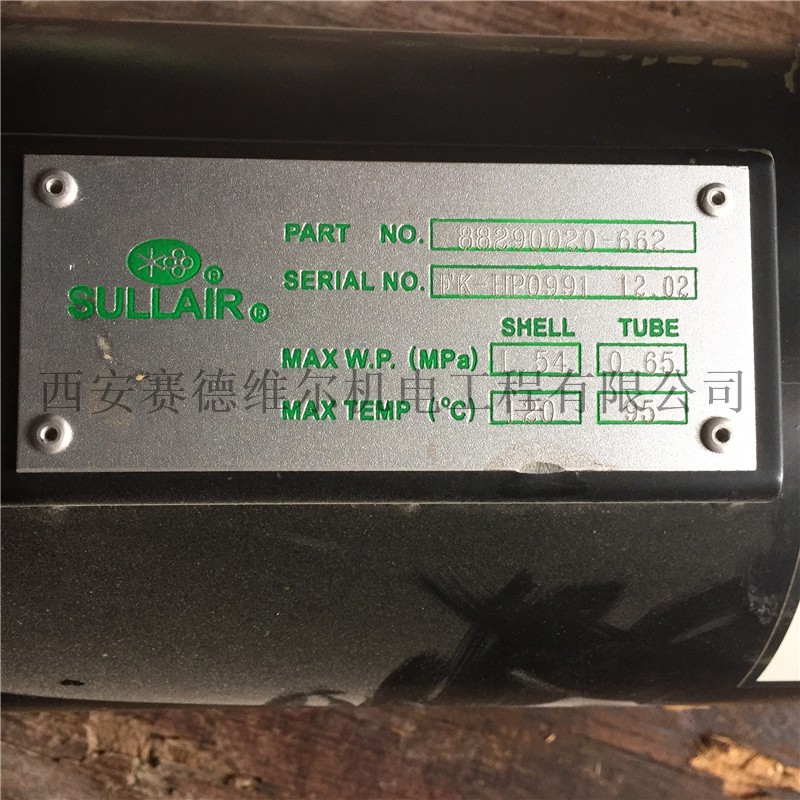 SULLAIR®
PART NO. 88290020-662
SERIAL NO. HP0991 12.02
SHELL TUBE
MAX W.P. (MPa) 1.54 0.65
西安赛德维尔机电工程有限公司
MAX TEMP (°C) 120 95